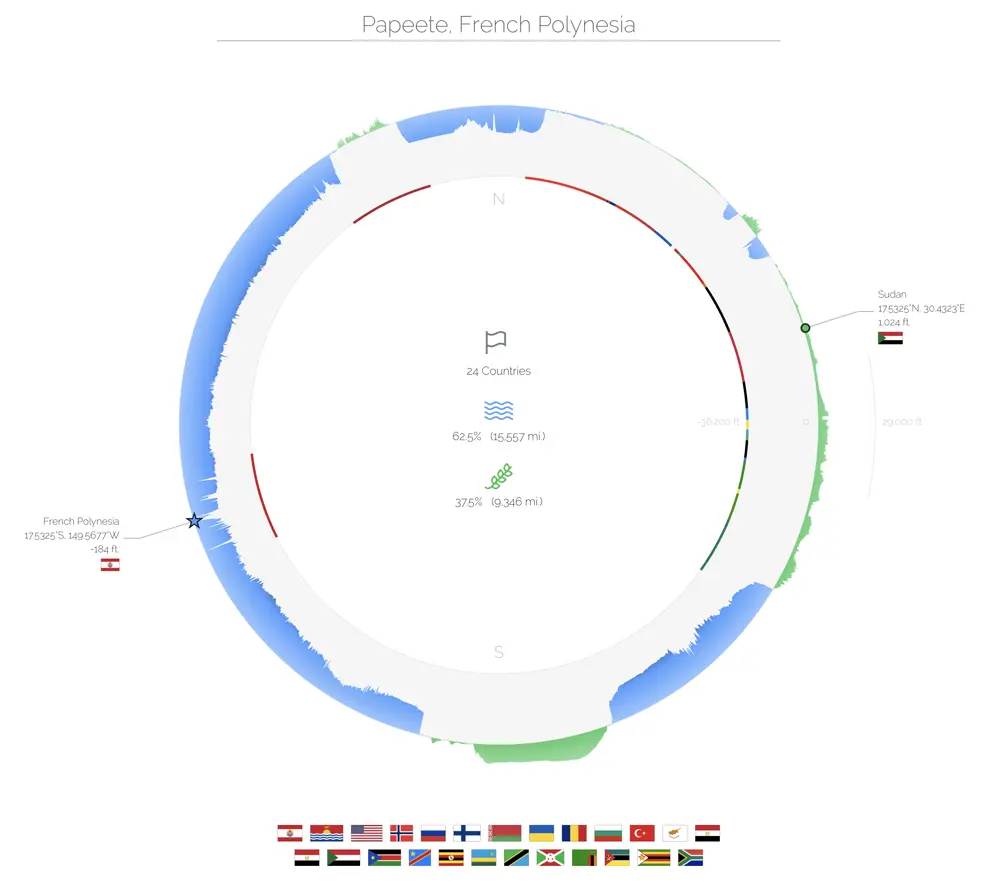 Papeete, French Polynesia
N
Sudan
17.5325°N, 30.4323°E
1,024 ft.
24 Countries
-36,200 ft.
0
29,000 ft.
62.5% (15,557 mi.)
37.5% (9,346 mi.)
French Polynesia
17.5325°S, 149.5677°W
-184 ft.
S